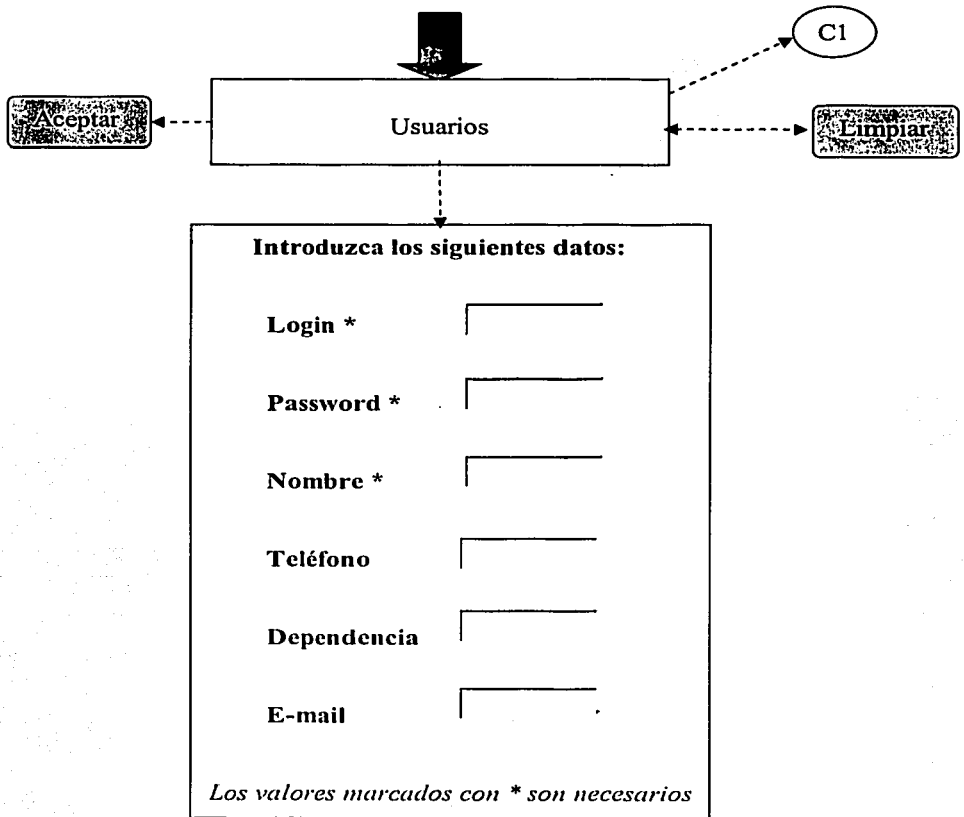 C1
Aceptar
Usuarios
Limpiar
Introduzca los siguientes datos:
Login *
Password *
Nombre *
Teléfono
Dependencia
E-mail
Los valores marcados con * son necesarios